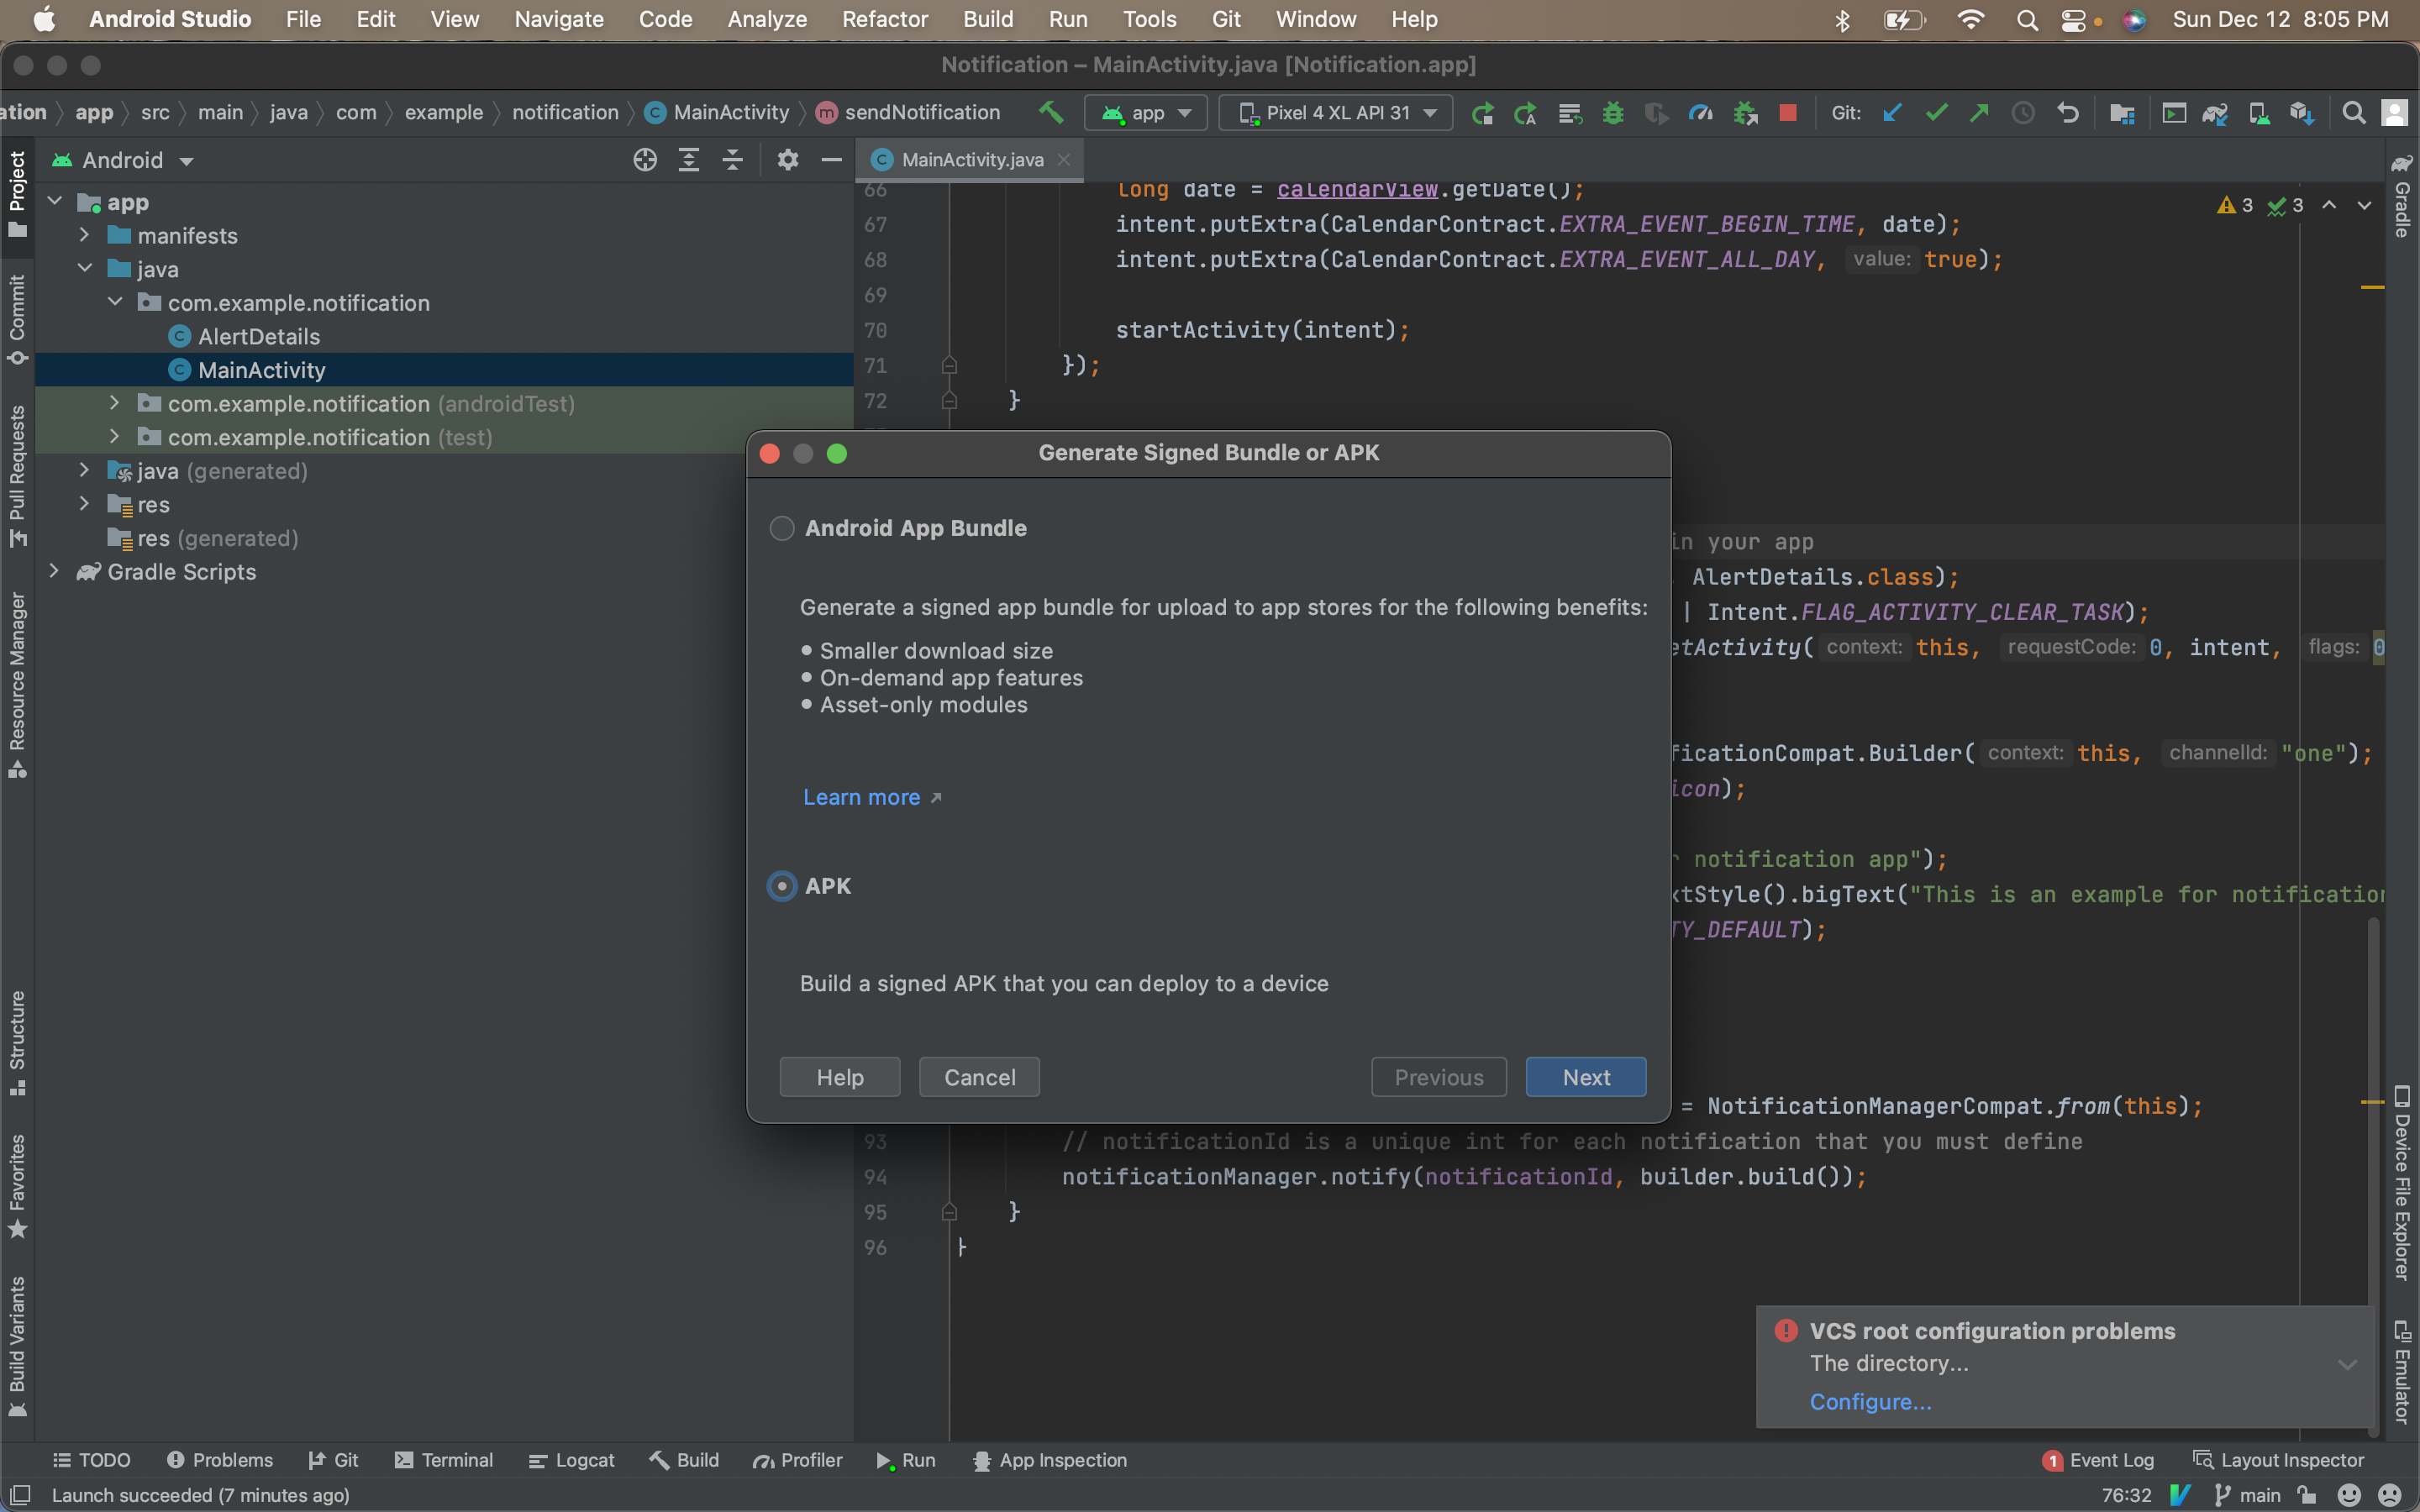 Android Studio File Edit View Navigate Code Analyze Refactor Build Run Tools Git Window Help Sun Dec 12 8:05 PM
Notification – MainActivity.java [Notification.app]
ation app src main java com example notification MainActivity sendNotification app Pixel 4 XL API 31 Git:
Android
MainActivity.java
app
manifests
java
com.example.notification
AlertDetails
MainActivity
com.example.notification (androidTest)
com.example.notification (test)
java (generated)
res
res (generated)
Gradle Scripts
Project
Commit
Pull Requests
Resource Manager
Structure
Favorites
Build Variants
66 long date = calendarView.getDate();
67 intent.putExtra(CalendarContract.EXTRA_EVENT_BEGIN_TIME, date);
68 intent.putExtra(CalendarContract.EXTRA_EVENT_ALL_DAY, value: true);
69
70 startActivity(intent);
71 });
72 }
3 3
in your app
AlertDetails.class);
| Intent.FLAG_ACTIVITY_CLEAR_TASK);
etActivity( context: this, requestCode: 0, intent, flags: 0
ficationCompat.Builder( context: this, channelId: "one");
icon);
notification app");
xtStyle().bigText("This is an example for notification
TY_DEFAULT);
= NotificationManagerCompat.from(this);
93 // notificationId is a unique int for each notification that you must define
94 notificationManager.notify(notificationId, builder.build());
95 }
96 }
Generate Signed Bundle or APK
Android App Bundle
Generate a signed app bundle for upload to app stores for the following benefits:
• Smaller download size
• On-demand app features
• Asset-only modules
Learn more
APK
Build a signed APK that you can deploy to a device
Help Cancel Previous Next
Gradle
Device File Explorer
Emulator
VCS root configuration problems
The directory...
Configure...
TODO Problems Git Terminal Logcat Build Profiler Run App Inspection 1 Event Log Layout Inspector
Launch succeeded (7 minutes ago) 76:32 main